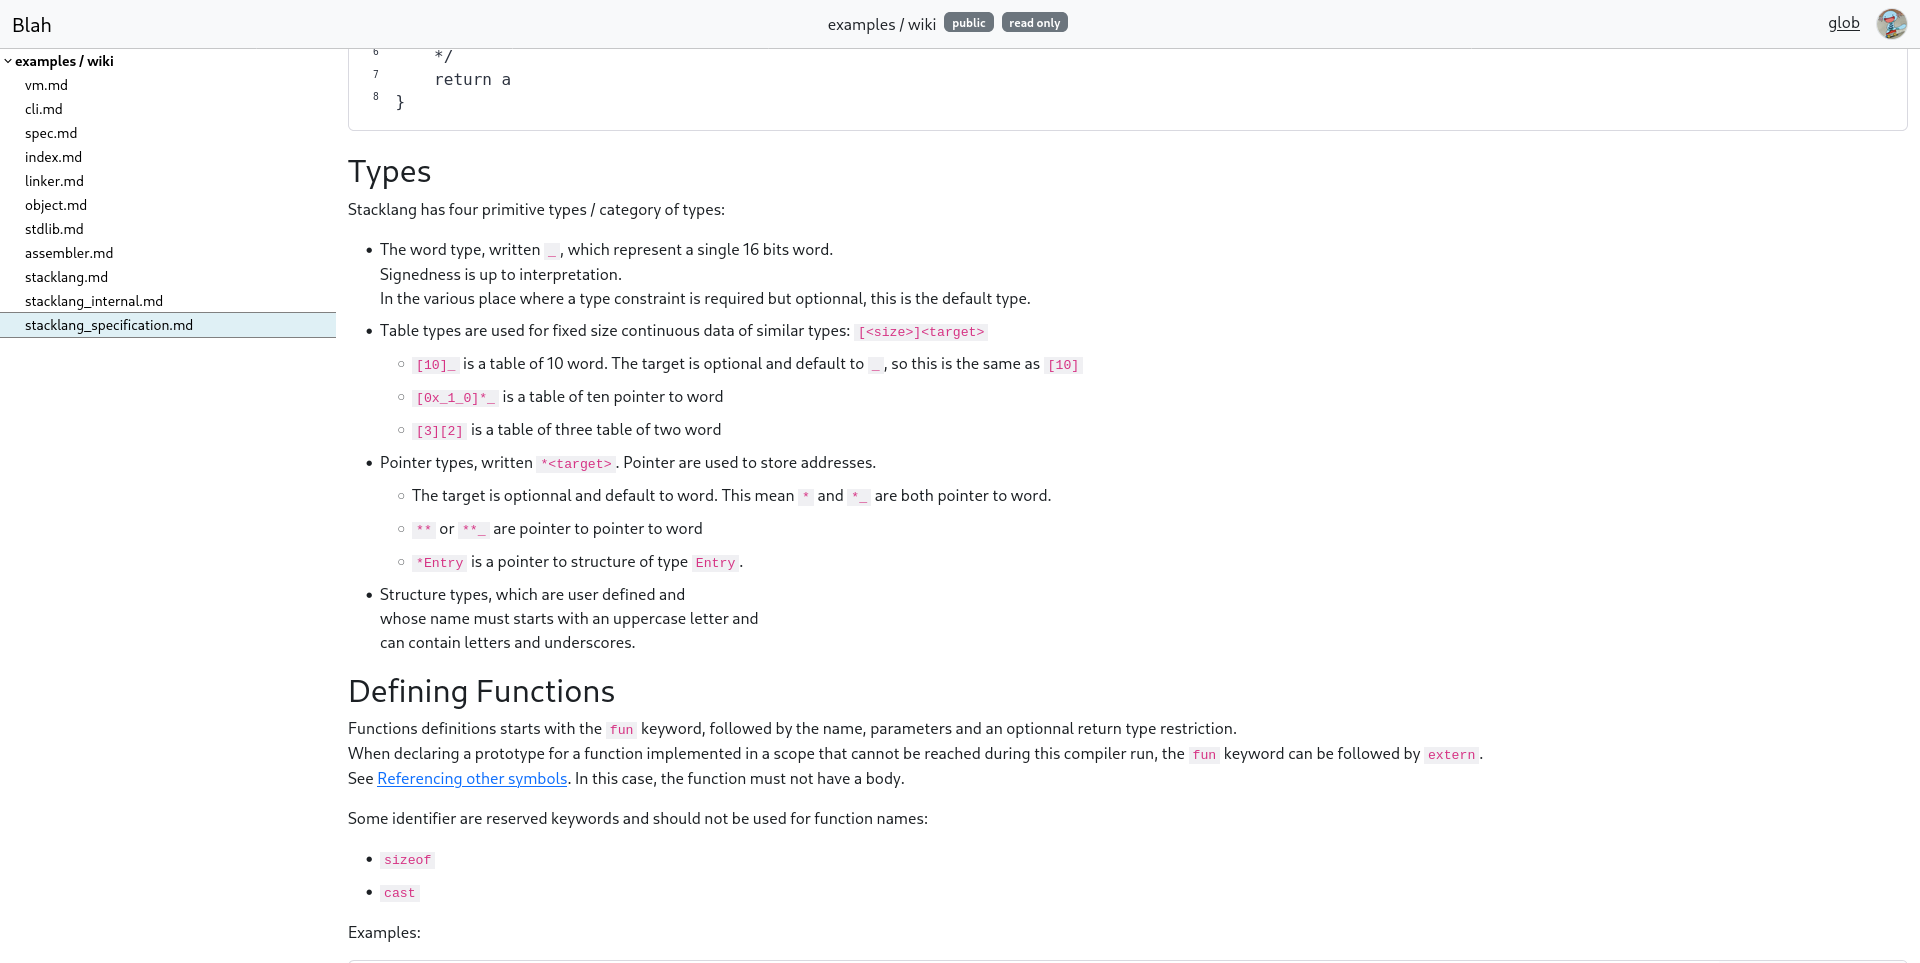 Blah
examples / wiki public read only
glob
examples / wiki
vm.md
cli.md
spec.md
index.md
linker.md
object.md
stdlib.md
assembler.md
stacklang.md
stacklang_internal.md
stacklang_specification.md
6 */
7 return a
8 }
Types
Stacklang has four primitive types / category of types:
• The word type, written _, which represent a single 16 bits word.
Signedness is up to interpretation.
In the various place where a type constraint is required but optionnal, this is the default type.
• Table types are used for fixed size continuous data of similar types: [<size>]<target>
○ [10]_ is a table of 10 word. The target is optional and default to _, so this is the same as [10]
○ [0x_1_0]*_ is a table of ten pointer to word
○ [3][2] is a table of three table of two word
• Pointer types, written *<target>. Pointer are used to store addresses.
○ The target is optionnal and default to word. This mean * and *_ are both pointer to word.
○ ** or **_ are pointer to pointer to word
○ *Entry is a pointer to structure of type Entry.
• Structure types, which are user defined and
whose name must starts with an uppercase letter and
can contain letters and underscores.
Defining Functions
Functions definitions starts with the fun keyword, followed by the name, parameters and an optionnal return type restriction.
When declaring a prototype for a function implemented in a scope that cannot be reached during this compiler run, the fun keyword can be followed by extern.
See Referencing other symbols. In this case, the function must not have a body.
Some identifier are reserved keywords and should not be used for function names:
• sizeof
• cast
Examples: